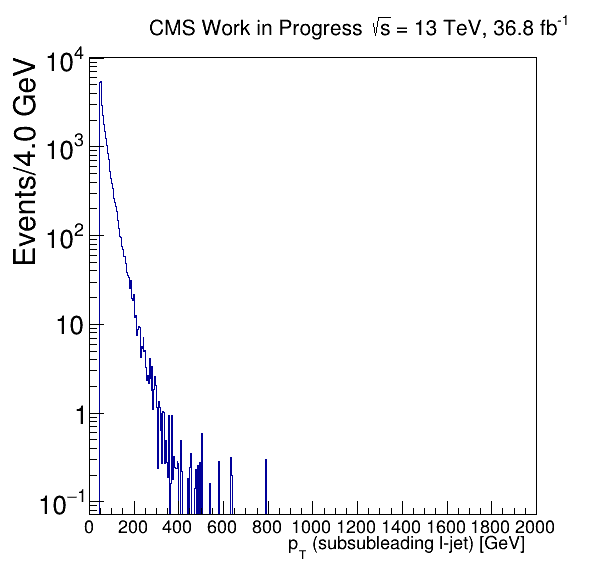 CMS Work in Progress √s = 13 TeV, 36.8 fb⁻¹
Events/4.0 GeV
10⁴
10³
10²
10
1
10⁻¹
0 200 400 600 800 1000 1200 1400 1600 1800 2000
p_T (subsubleading l-jet) [GeV]